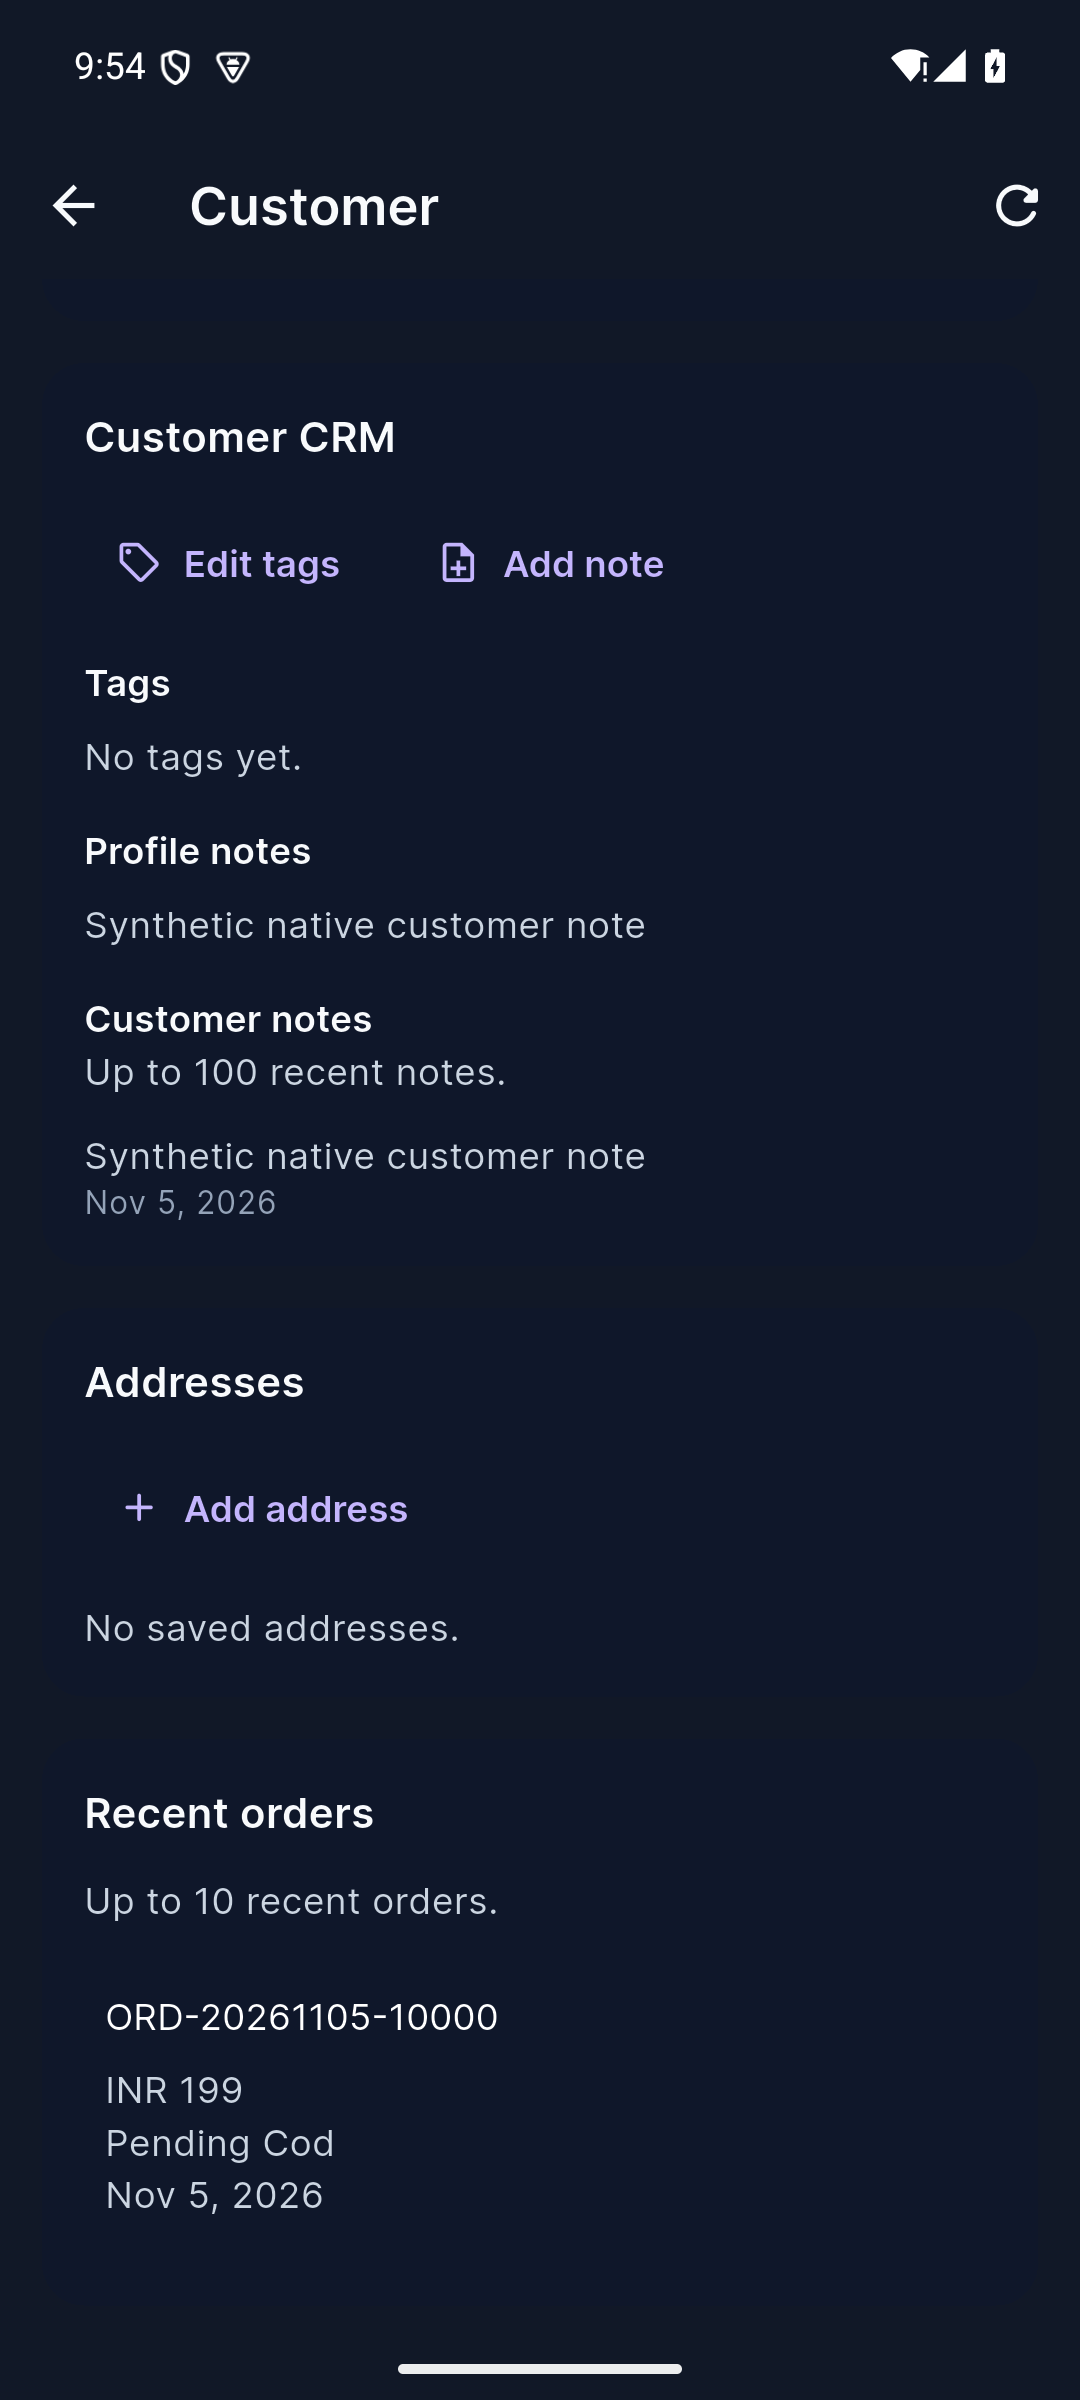 9:54
Customer
Customer CRM
Edit tags
Add note
Tags
No tags yet.
Profile notes
Synthetic native customer note
Customer notes
Up to 100 recent notes.
Synthetic native customer note
Nov 5, 2026
Addresses
Add address
No saved addresses.
Recent orders
Up to 10 recent orders.
ORD-20261105-10000
INR 199
Pending Cod
Nov 5, 2026